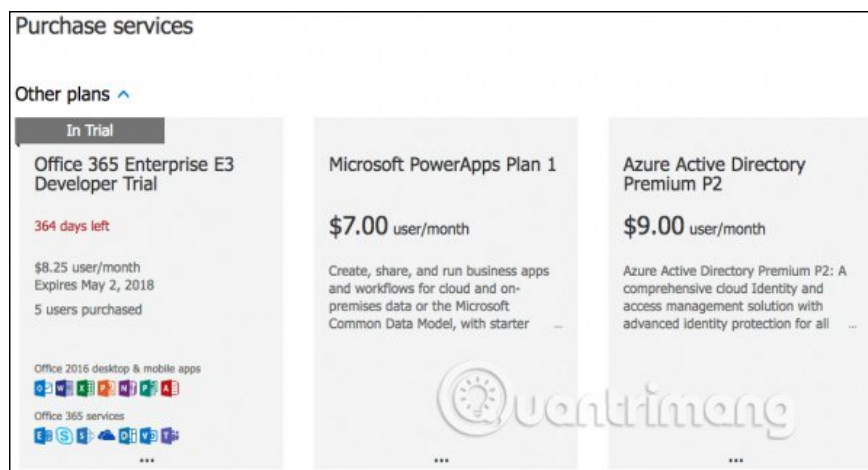 Purchase services
Other plans
In Trial
Office 365 Enterprise E3
Developer Trial
364 days left
$8.25 user/month
Expires May 2, 2018
5 users purchased
Office 2016 desktop & mobile apps
Office 365 services
...
Microsoft PowerApps Plan 1
$7.00 user/month
Create, share, and run business apps
and workflows for cloud and on-
premises data or the Microsoft
Common Data Model, with starter ...
...
Azure Active Directory
Premium P2
$9.00 user/month
Azure Active Directory Premium P2: A
comprehensive cloud Identity and
access management solution with
advanced identity protection for all ...
...
Quantrimang